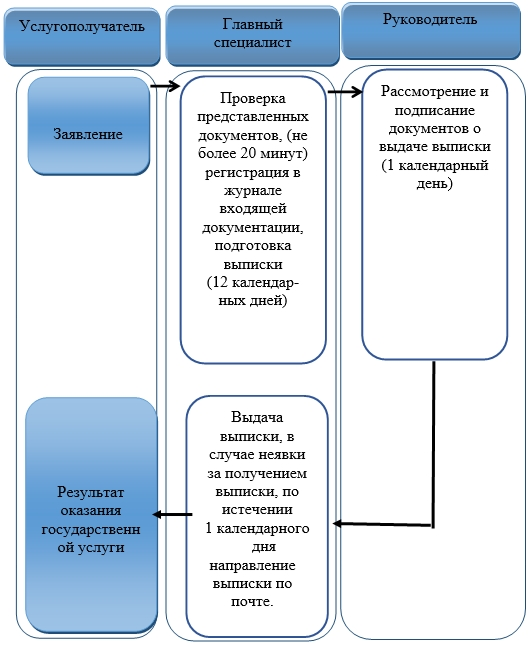 Услугополучатель
Главный
специалист
Руководитель
Заявление
Проверка
представленных
документов, (не
более 20 минут)
регистрация в
журнале
входящей
документации,
подготовка
выписки
(12 календар-
ных дней)
Рассмотрение и
подписание
документов о
выдаче выписки
(1 календарный
день)
Результат
оказания
государственн
ой услуги
Выдача
выписки, в
случае неявки
за получением
выписки, по
истечении
1 календарного
дня
направление
выписки по
почте.